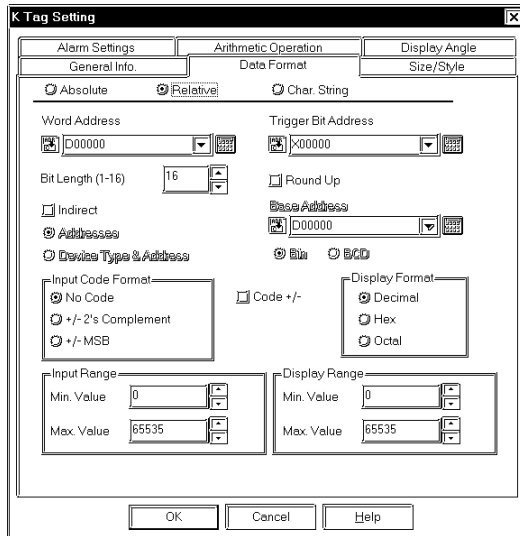 K Tag Setting
Alarm Settings Arithmetic Operation Display Angle
General Info. Data Format Size/Style
Absolute Relative Char. String
Word Address Trigger Bit Address
D00000 X00000
Bit Length (1-16) 16 Round Up
Indirect Base Address
Addresses D00000
Device Type & Address Bin BCD
Input Code Format Display Format
No Code Code +/- Decimal
+/- 2's Complement Hex
+/- MSB Octal
Input Range Display Range
Min. Value 0 Min. Value 0
Max. Value 65535 Max. Value 65535
OK Cancel Help